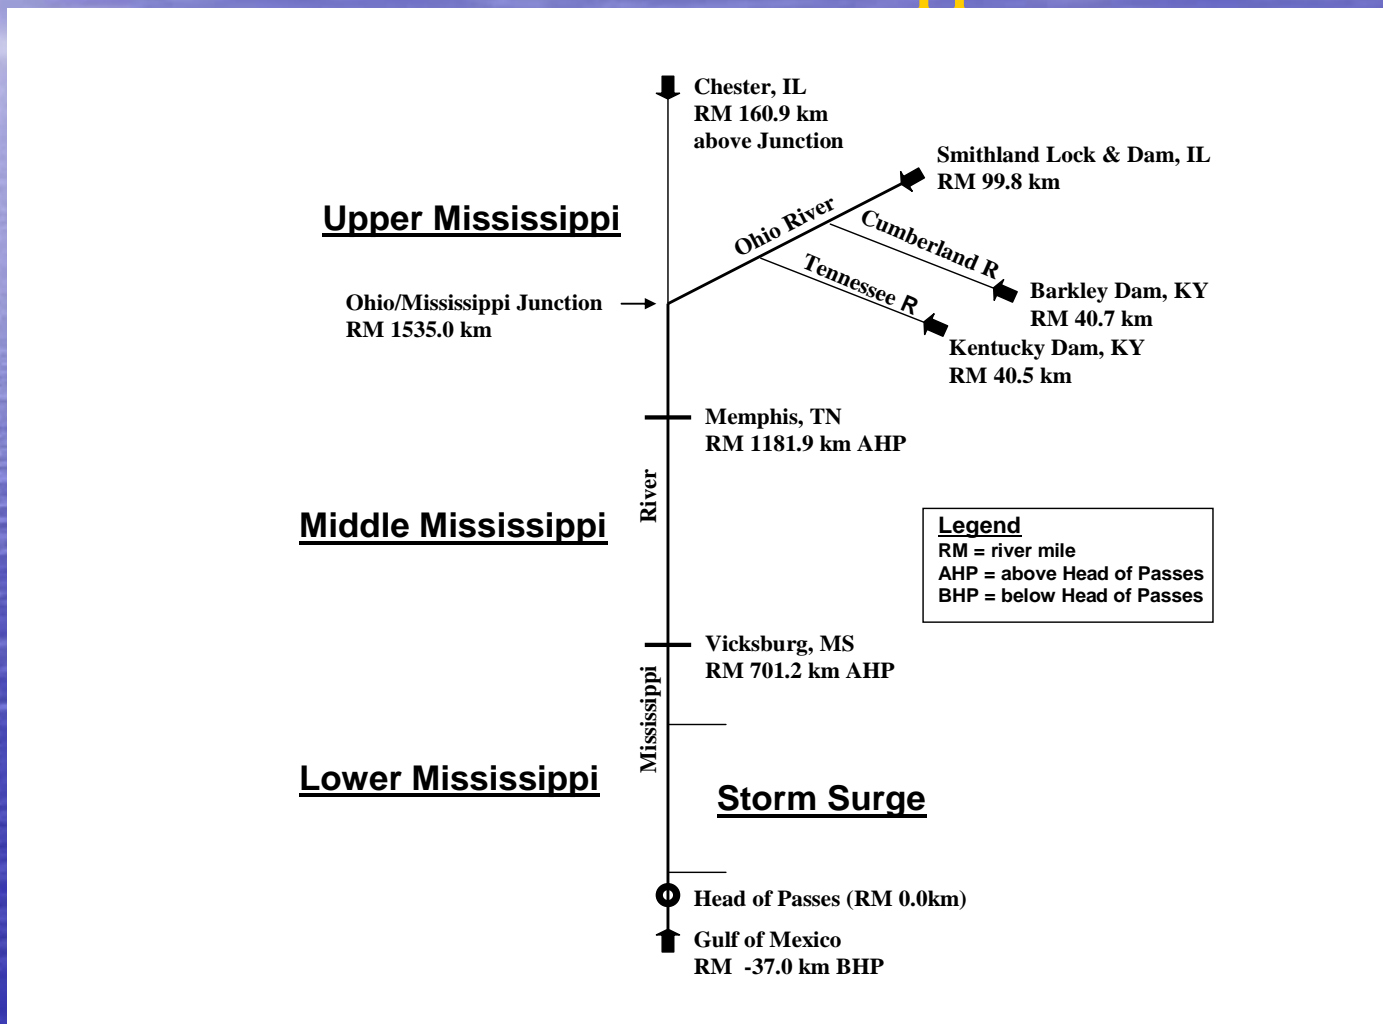 Chester, IL
RM 160.9 km
above Junction
Smithland Lock & Dam, IL
RM 99.8 km
Upper Mississippi
Ohio River
Cumberland R
Tennessee R
Ohio/Mississippi Junction
RM 1535.0 km
Barkley Dam, KY
RM 40.7 km
Kentucky Dam, KY
RM 40.5 km
Memphis, TN
RM 1181.9 km AHP
River
Middle Mississippi
Legend
RM = river mile
AHP = above Head of Passes
BHP = below Head of Passes
Vicksburg, MS
RM 701.2 km AHP
Mississippi
Lower Mississippi
Storm Surge
Head of Passes (RM 0.0km)
Gulf of Mexico
RM -37.0 km BHP